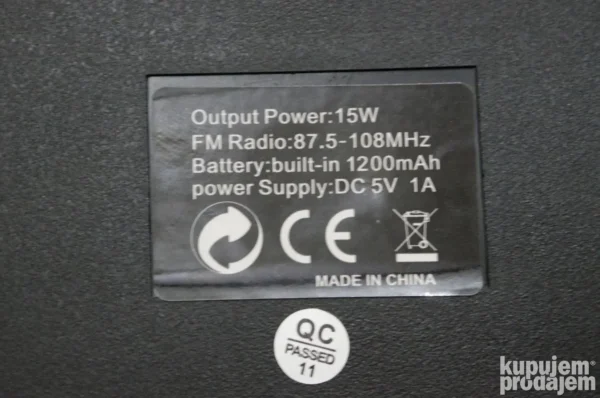 Output Power:15W
FM Radio:87.5-108MHz
Battery:built-in 1200mAh
power Supply:DC 5V 1A
CE
MADE IN CHINA
QC
PASSED
11
kupujem
prodajem